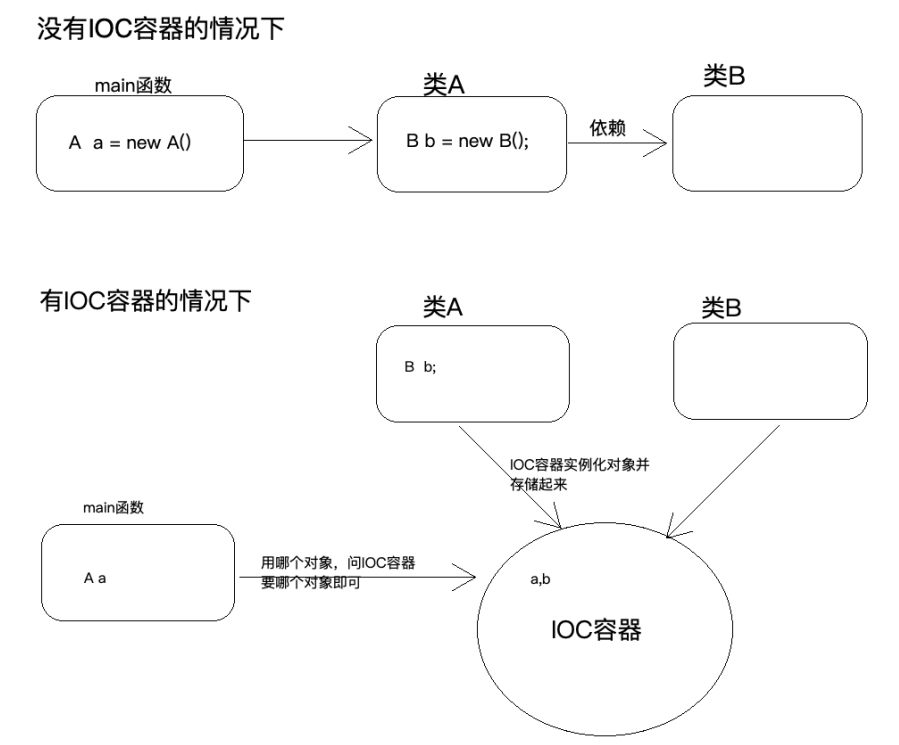 没有IOC容器的情况下
main函数
类A
类B
A a = new A()
B b = new B();
依赖
有IOC容器的情况下
类A
类B
B b;
IOC容器实例化对象并
存储起来
main函数
A a
用哪个对象，问IOC容器
要哪个对象即可
a,b
IOC容器